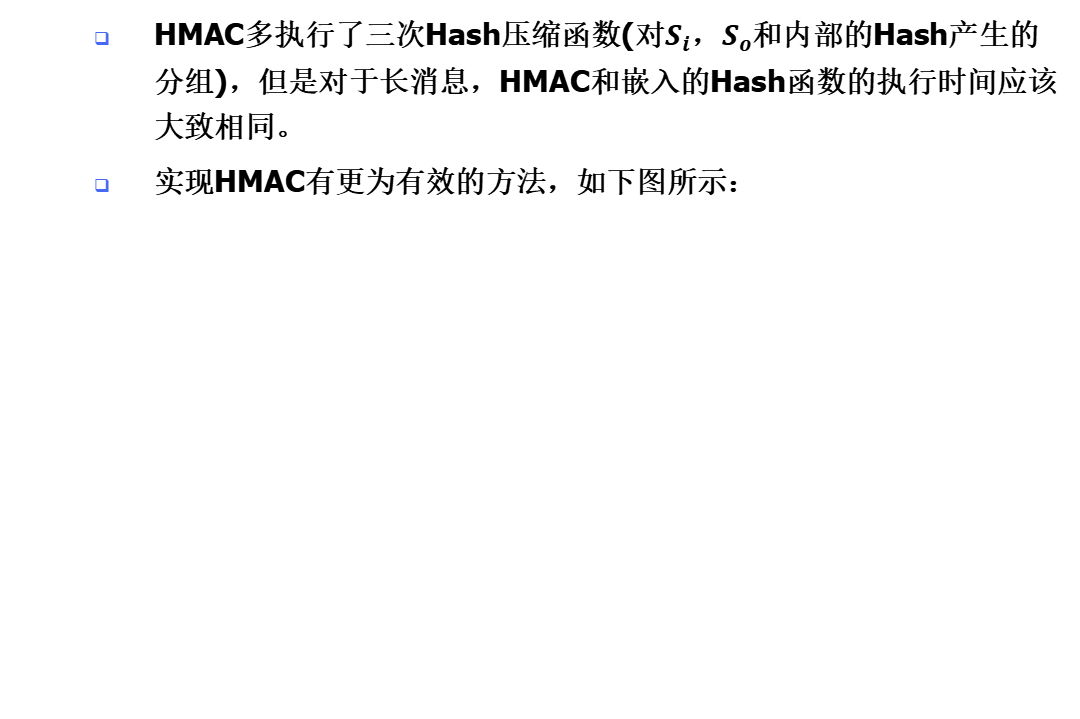 HMAC多执行了三次Hash压缩函数(对Sᵢ，Sₒ和内部的Hash产生的
分组)，但是对于长消息，HMAC和嵌入的Hash函数的执行时间应该
大致相同。
实现HMAC有更为有效的方法，如下图所示：